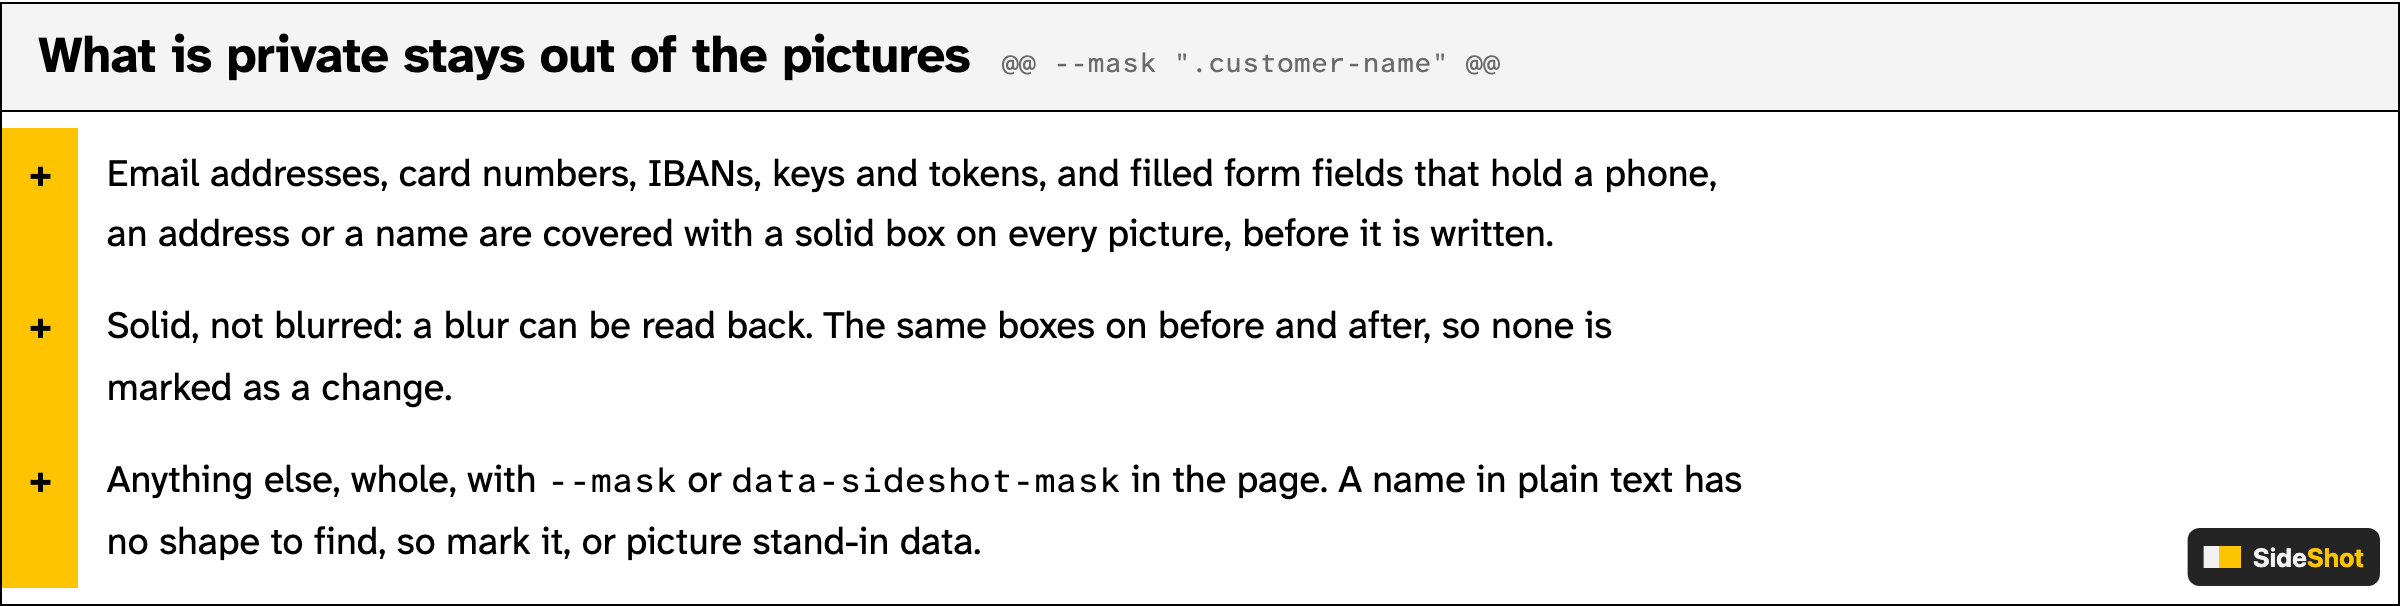 What is private stays out of the pictures @@ --mask ".customer-name" @@
+ Email addresses, card numbers, IBANs, keys and tokens, and filled form fields that hold a phone,
an address or a name are covered with a solid box on every picture, before it is written.
+ Solid, not blurred: a blur can be read back. The same boxes on before and after, so none is
marked as a change.
+ Anything else, whole, with --mask or data-sideshot-mask in the page. A name in plain text has
no shape to find, so mark it, or picture stand-in data.
SideShot